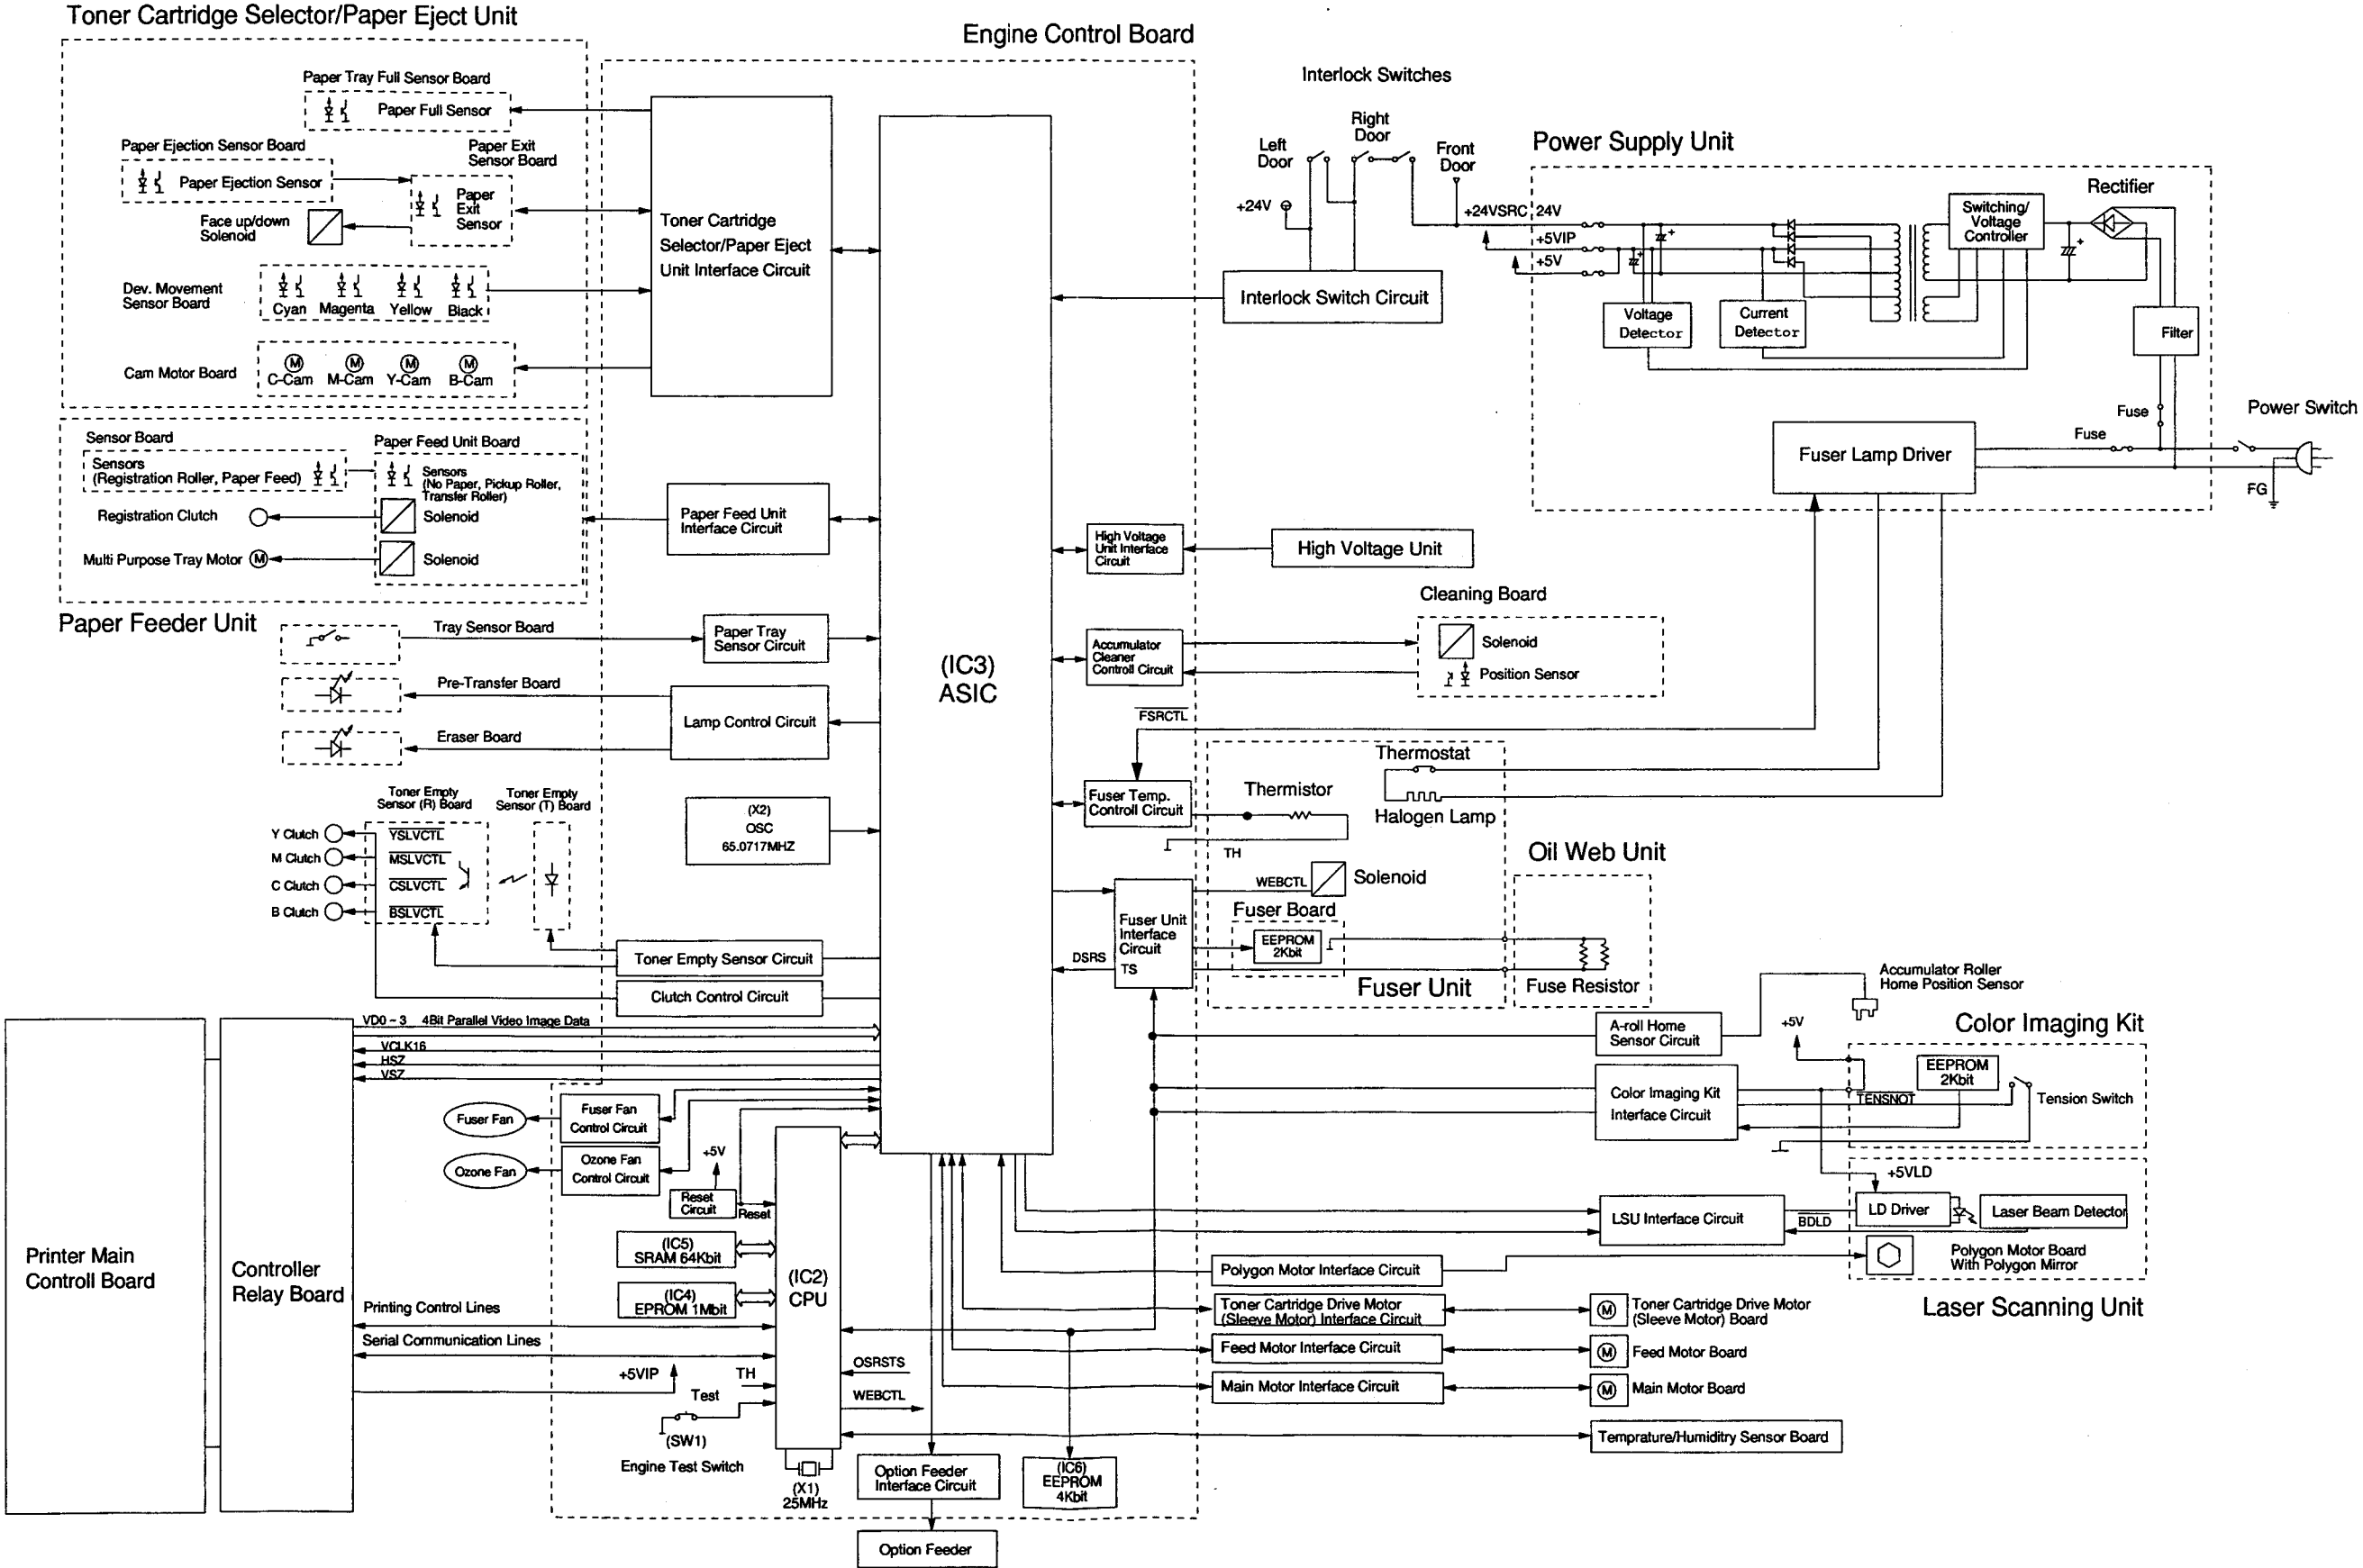 Toner Cartridge Selector/Paper Eject Unit
Engine Control Board
Paper Tray Full Sensor Board
Paper Full Sensor
Paper Ejection Sensor Board
Paper Ejection Sensor
Paper Exit
Sensor Board
Paper
Exit
Sensor
Face up/down
Solenoid
Dev. Movement
Sensor Board
Cyan
Magenta
Yellow
Black
Cam Motor Board
M
M
M
M
C-Cam
M-Cam
Y-Cam
B-Cam
Toner Cartridge
Selector/Paper Eject
Unit Interface Circuit
Interlock Switches
Left
Door
Right
Door
Front
Door
+24V
+24VSRC
24V
+5VIP
+5V
Interlock Switch Circuit
Power Supply Unit
Rectifier
Switching/
Voltage
Controller
Voltage
Detector
Current
Detector
Filter
Fuse
Fuse
Power Switch
FG
Fuser Lamp Driver
Sensor Board
Sensors
(Registration Roller, Paper Feed)
Paper Feed Unit Board
Sensors
(No Paper, Pickup Roller,
Transfer Roller)
Registration Clutch
Solenoid
Multi Purpose Tray Motor
M
Solenoid
Paper Feed Unit
Interface Circuit
Paper Feeder Unit
Tray Sensor Board
Paper Tray
Sensor Circuit
Pre-Transfer Board
Lamp Control Circuit
Eraser Board
(IC3)
ASIC
High Voltage
Unit Interface
Circuit
High Voltage Unit
Cleaning Board
Accumulator
Cleaner
Controll Circuit
Solenoid
Position Sensor
FSRCTL
Fuser Temp.
Controll Circuit
Thermistor
TH
Thermostat
Halogen Lamp
(X2)
OSC
65.0717MHZ
Toner Empty
Sensor (R) Board
Toner Empty
Sensor (T) Board
Y Clutch
M Clutch
C Clutch
B Clutch
YSLVCTL
MSLVCTL
CSLVCTL
BSLVCTL
Toner Empty Sensor Circuit
Clutch Control Circuit
WEBCTL
Solenoid
Fuser Unit
Interface
Circuit
TS
DSRS
Fuser Board
EEPROM
2Kbit
Fuser Unit
Oil Web Unit
Fuse Resistor
Accumulator Roller
Home Position Sensor
A-roll Home
Sensor Circuit
+5V
Color Imaging Kit
EEPROM
2Kbit
Color Imaging Kit
Interface Circuit
TENSNOT
Tension Switch
+5VLD
LD Driver
Laser Beam Detector
LSU Interface Circuit
BDLD
Polygon Motor Board
With Polygon Mirror
Laser Scanning Unit
Printer Main
Controll Board
Controller
Relay Board
VD0 ~ 3
4Bit Parallel Video Image Data
VCLK16
HSZ
VSZ
Fuser Fan
Fuser Fan
Control Circuit
Ozone Fan
Ozone Fan
Control Circuit
+5V
Reset
Circuit
Reset
(IC5)
SRAM 64Kbit
(IC4)
EPROM 1Mbit
(IC2)
CPU
Printing Control Lines
Serial Communication Lines
+5VIP
TH
Test
(SW1)
Engine Test Switch
OSRSTS
WEBCTL
(X1)
25MHz
Option Feeder
Interface Circuit
Option Feeder
(IC6)
EEPROM
4Kbit
Polygon Motor Interface Circuit
Toner Cartridge Drive Motor
(Sleeve Motor) Interface Circuit
M
Toner Cartridge Drive Motor
(Sleeve Motor) Board
Feed Motor Interface Circuit
M
Feed Motor Board
Main Motor Interface Circuit
M
Main Motor Board
Temprature/Humiditry Sensor Board